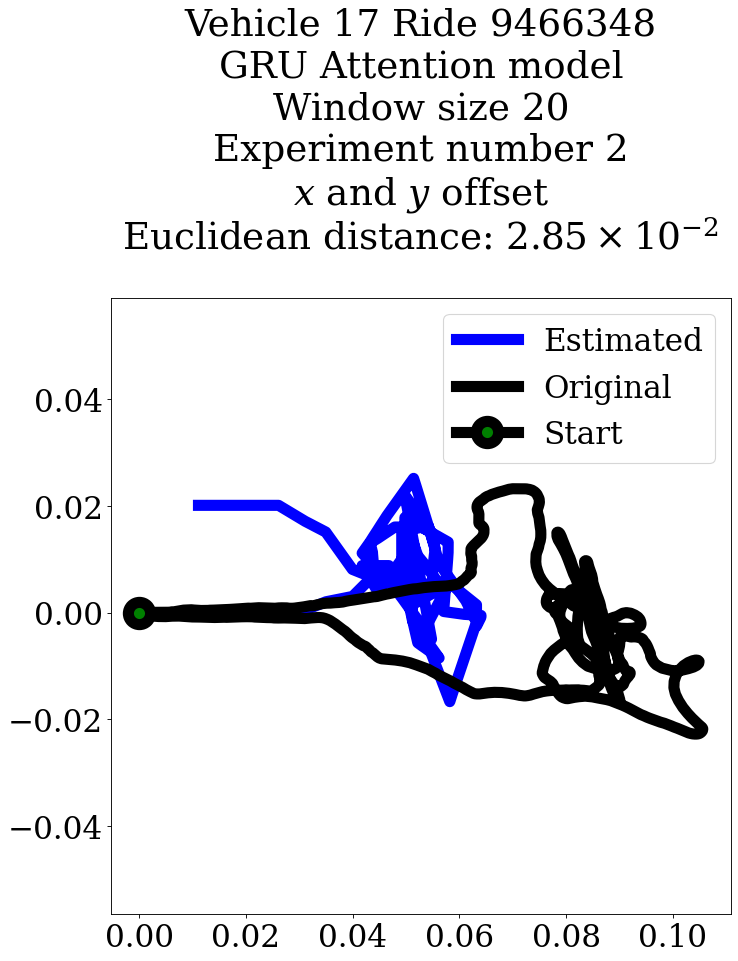 Vehicle 17 Ride 9466348
GRU Attention model
Window size 20
Experiment number 2
x and y offset
Euclidean distance: 2.85 × 10⁻²
Estimated
Original
Start
0.04
0.02
0.00
−0.02
−0.04
0.00 0.02 0.04 0.06 0.08 0.10